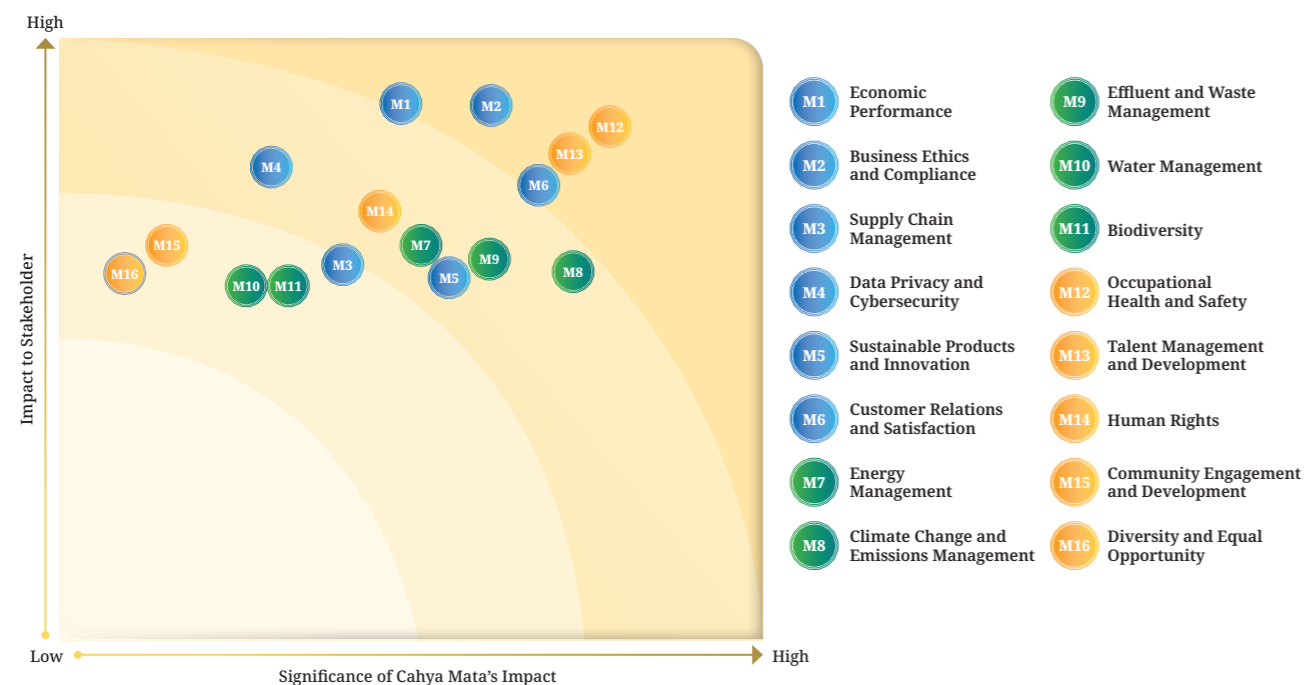 High
M1
M2
M12
M13
M4
M6
M14
M15
M7
M3
M9
M16
M5
M8
M10
M11
Impact to Stakeholder
Low
High
Significance of Cahya Mata’s Impact
M1
Economic
Performance
M2
Business Ethics
and Compliance
M3
Supply Chain
Management
M4
Data Privacy and
Cybersecurity
M5
Sustainable Products
and Innovation
M6
Customer Relations
and Satisfaction
M7
Energy
Management
M8
Climate Change and
Emissions Management
M9
Effluent and Waste
Management
M10
Water Management
M11
Biodiversity
M12
Occupational
Health and Safety
M13
Talent Management
and Development
M14
Human Rights
M15
Community Engagement
and Development
M16
Diversity and Equal
Opportunity